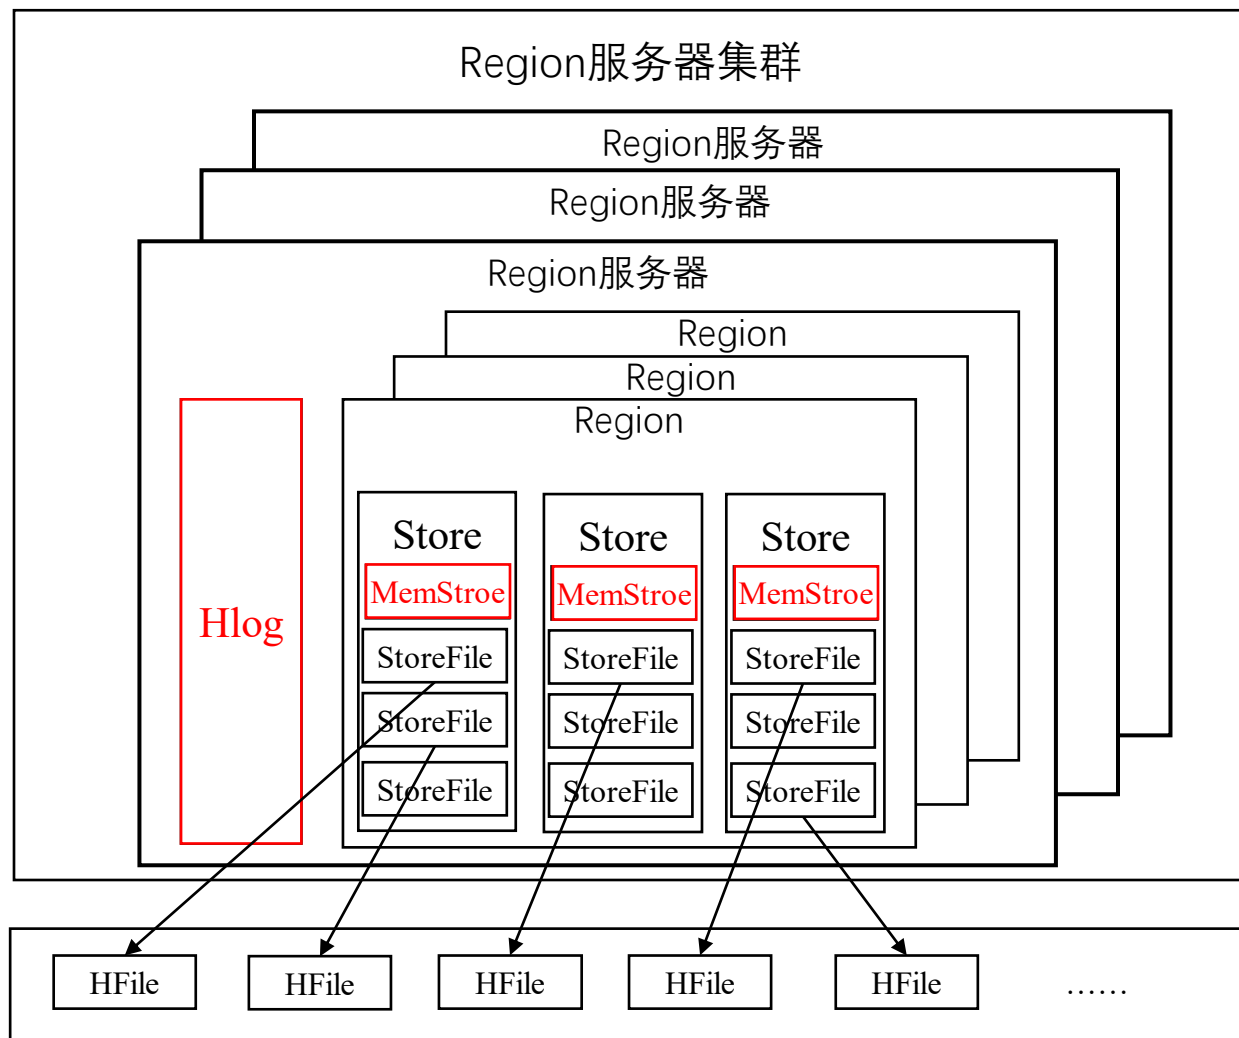 Region服务器集群
Region服务器
Region服务器
Region服务器
Region
Region
Region
Hlog
Store
MemStroe
StoreFile
StoreFile
StoreFile
Store
MemStroe
StoreFile
StoreFile
StoreFile
Store
MemStroe
StoreFile
StoreFile
StoreFile
HFile
HFile
HFile
HFile
HFile
……